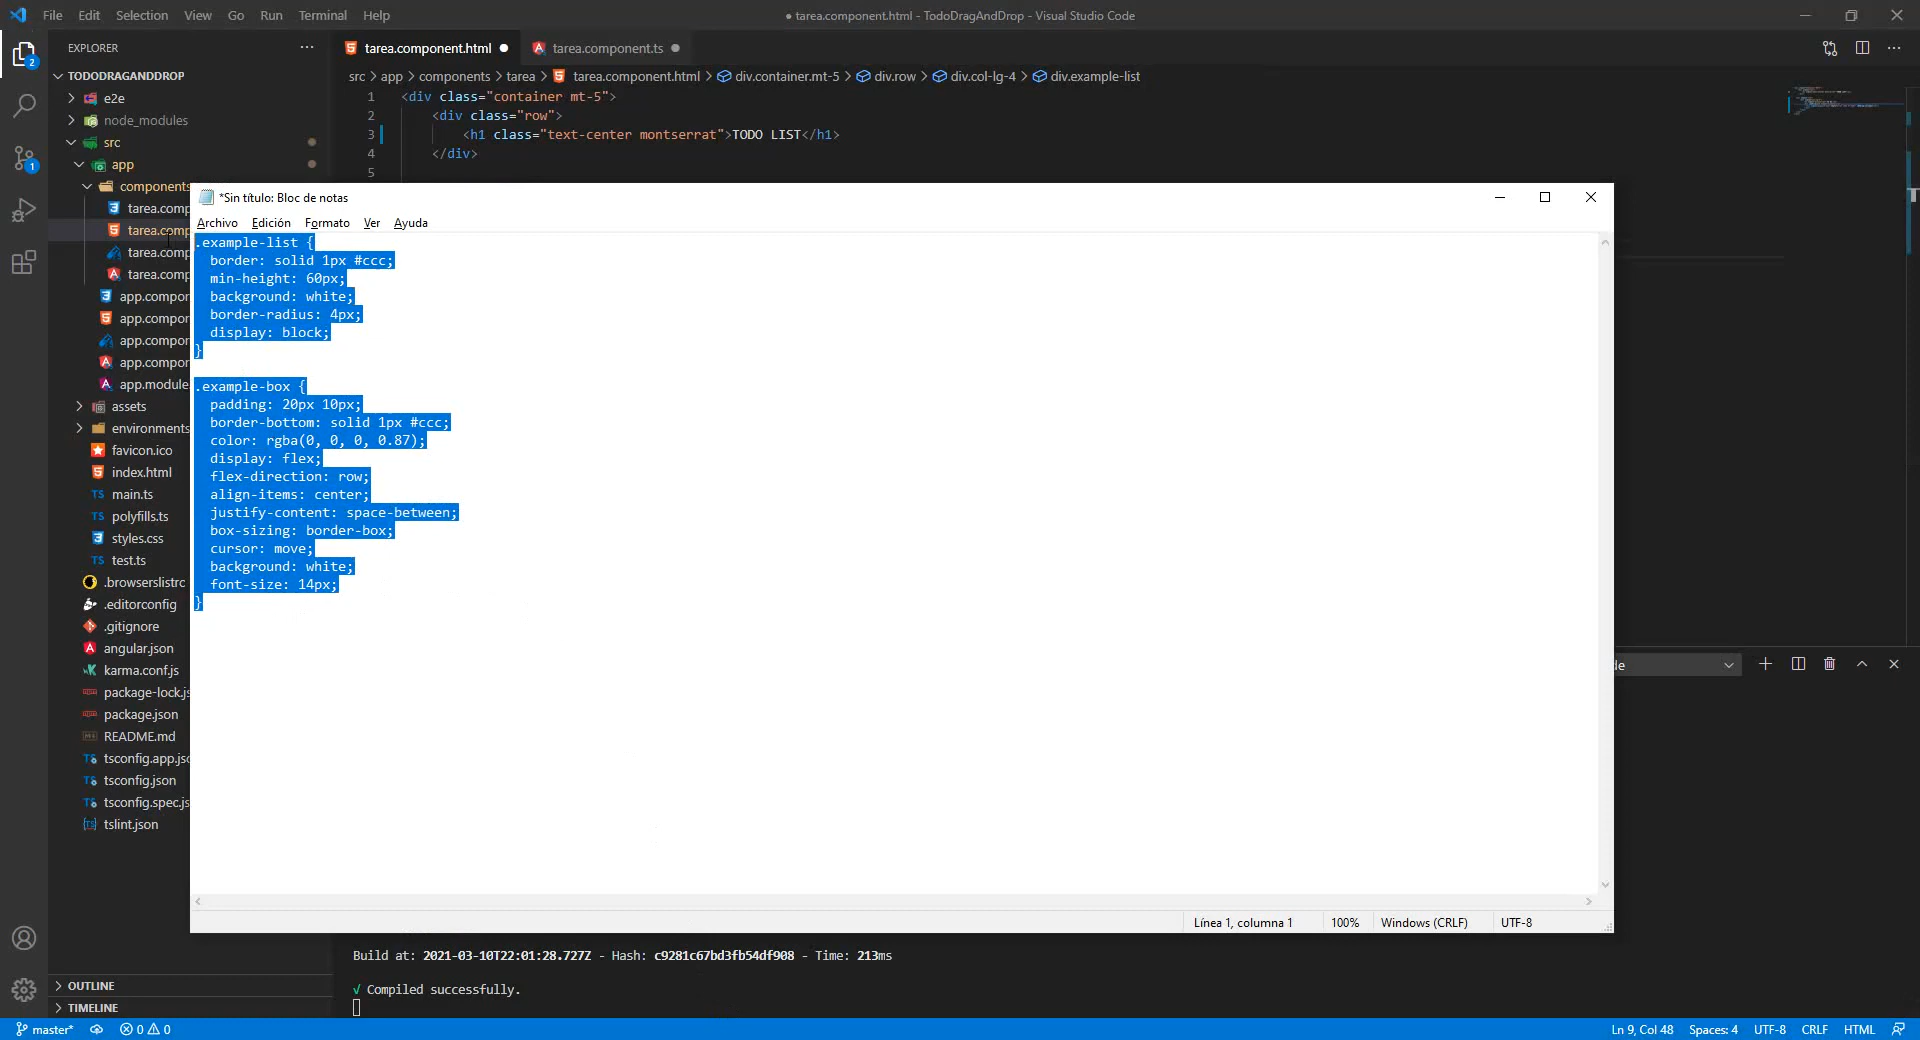 File Edit Selection View Go Run Terminal Help
● tarea.component.html - TodoDragAndDrop - Visual Studio Code
EXPLORER
TODODRAGANDDROP
e2e
node_modules
src
app
components
tarea.comp
tarea.comp
tarea.comp
tarea.comp
app.compor
app.compor
app.compor
app.compor
app.module
assets
environments
favicon.ico
index.html
TS main.ts
TS polyfills.ts
styles.css
TS test.ts
.browserslistrc
.editorconfig
.gitignore
angular.json
karma.conf.js
package-lock.js
package.json
README.md
tsconfig.app.jso
tsconfig.json
tsconfig.spec.js
tslint.json
OUTLINE
TIMELINE
2
1
tarea.component.html ●
tarea.component.ts ●
src > app > components > tarea > tarea.component.html > div.container.mt-5 > div.row > div.col-lg-4 > div.example-list
1 <div class="container mt-5">
2 <div class="row">
3 <h1 class="text-center montserrat">TODO LIST</h1>
4 </div>
5
*Sin título: Bloc de notas
Archivo Edición Formato Ver Ayuda
.example-list {
border: solid 1px #ccc;
min-height: 60px;
background: white;
border-radius: 4px;
display: block;
}
.example-box {
padding: 20px 10px;
border-bottom: solid 1px #ccc;
color: rgba(0, 0, 0, 0.87);
display: flex;
flex-direction: row;
align-items: center;
justify-content: space-between;
box-sizing: border-box;
cursor: move;
background: white;
font-size: 14px;
}
Línea 1, columna 1 100% Windows (CRLF) UTF-8
de
Build at: 2021-03-10T22:01:28.727Z - Hash: c9281c67bd3fb54df908 - Time: 213ms
√ Compiled successfully.
master* 0 0 Ln 9, Col 48 Spaces: 4 UTF-8 CRLF HTML